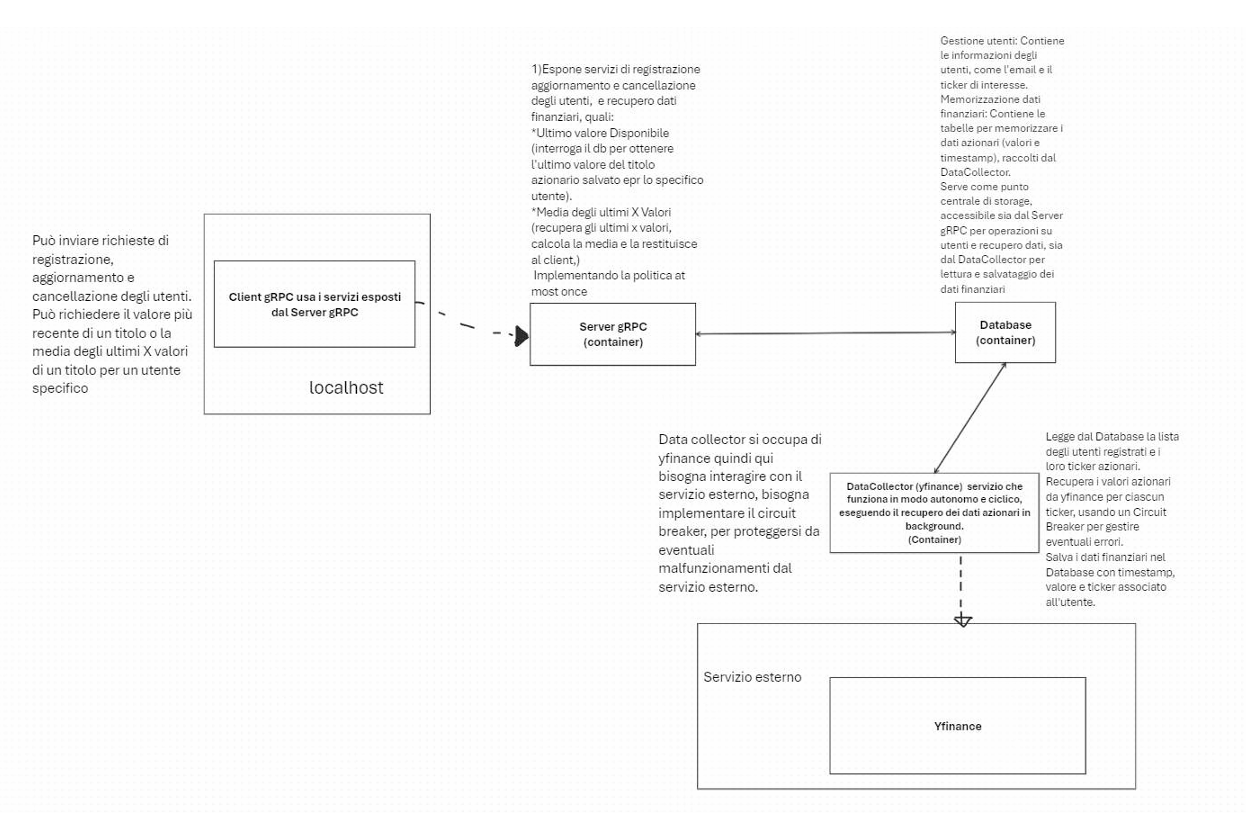 Può inviare richieste di
registrazione,
aggiornamento e
cancellazione degli utenti.
Può richiedere il valore più
recente di un titolo o la
media degli ultimi X valori
di un titolo per un utente
specifico
Client gRPC usa i servizi esposti
dal Server gRPC
localhost
1)Espone servizi di registrazione
aggiornamento e cancellazione
degli utenti, e recupero dati
finanziari, quali:
*Ultimo valore Disponibile
(interroga il db per ottenere
l'ultimo valore del titolo
azionario salvato epr lo specifico
utente).
*Media degli ultimi X Valori
(recupera gli ultimi x valori,
calcola la media e la restituisce
al client,)
Implementando la politica at
most once
Server gRPC
(container)
Gestione utenti: Contiene
le informazioni degli
utenti, come l'email e il
ticker di interesse.
Memorizzazione dati
finanziari: Contiene le
tabelle per memorizzare i
dati azionari (valori e
timestamp), raccolti dal
DataCollector.
Serve come punto
centrale di storage,
accessibile sia dal Server
gRPC per operazioni su
utenti e recupero dati, sia
dal DataCollector per
lettura e salvataggio dei
dati finanziari
Database
(container)
Data collector si occupa di
yfinance quindi qui
bisogna interagire con il
servizio esterno, bisogna
implementare il circuit
breaker, per proteggersi da
eventuali
malfunzionamenti dal
servizio esterno.
DataCollector (yfinance) servizio che
funziona in modo autonomo e ciclico,
eseguendo il recupero dei dati azionari in
background.
(Container)
Legge dal Database la lista
degli utenti registrati e i
loro ticker azionari.
Recupera i valori azionari
da yfinance per ciascun
ticker, usando un Circuit
Breaker per gestire
eventuali errori.
Salva i dati finanziari nel
Database con timestamp,
valore e ticker associato
all'utente.
Servizio esterno
Yfinance